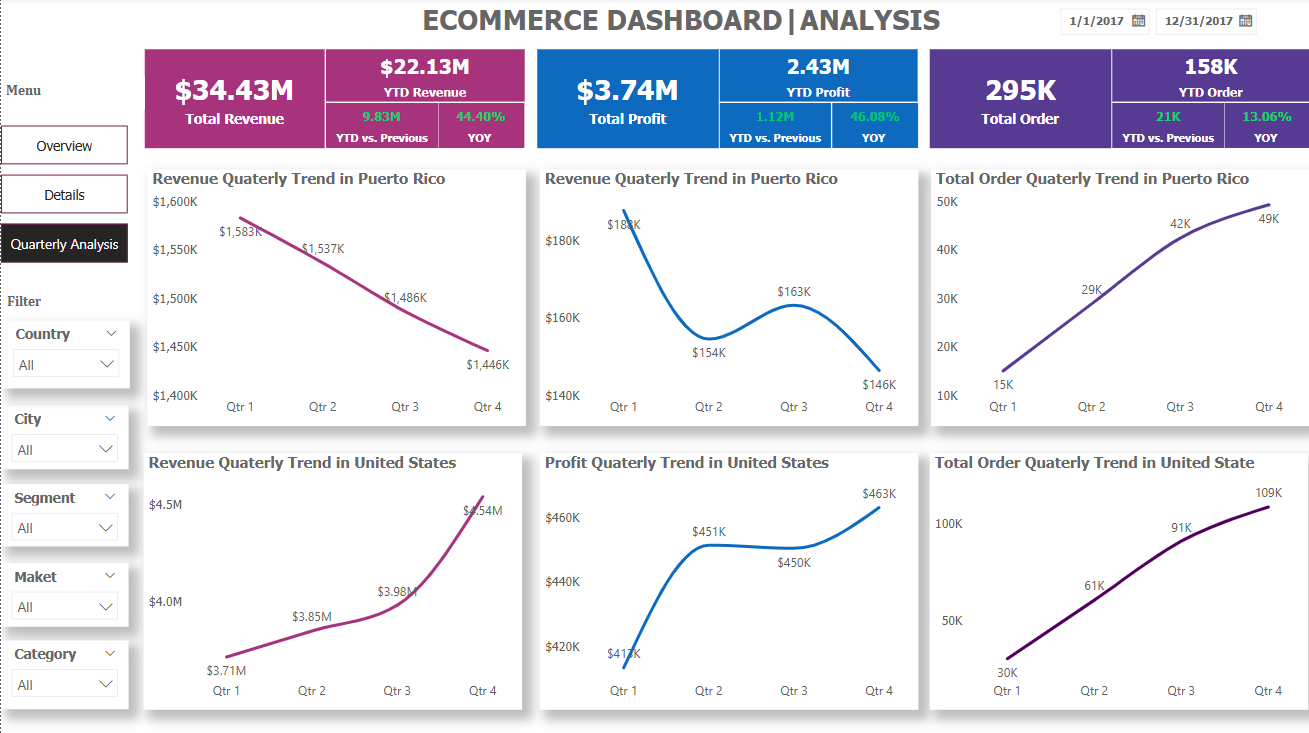 ECOMMERCE DASHBOARD|ANALYSIS
1/1/2017
12/31/2017
Menu
Overview
Details
Quarterly Analysis
Filter
Country
All
City
All
Segment
All
Maket
All
Category
All
$34.43M
Total Revenue
$22.13M
YTD Revenue
9.83M
YTD vs. Previous
44.40%
YOY
$3.74M
Total Profit
2.43M
YTD Profit
1.12M
YTD vs. Previous
46.08%
YOY
295K
Total Order
158K
YTD Order
21K
YTD vs. Previous
13.06%
YOY
Revenue Quaterly Trend in Puerto Rico
$1,600K
$1,550K
$1,500K
$1,450K
$1,400K
$1,583K
$1,537K
$1,486K
$1,446K
Qtr 1
Qtr 2
Qtr 3
Qtr 4
Revenue Quaterly Trend in Puerto Rico
$180K
$160K
$140K
$188K
$154K
$163K
$146K
Qtr 1
Qtr 2
Qtr 3
Qtr 4
Total Order Quaterly Trend in Puerto Rico
50K
40K
30K
20K
10K
15K
29K
42K
49K
Qtr 1
Qtr 2
Qtr 3
Qtr 4
Revenue Quaterly Trend in United States
$4.5M
$4.0M
$3.71M
$3.85M
$3.98M
$4.54M
Qtr 1
Qtr 2
Qtr 3
Qtr 4
Profit Quaterly Trend in United States
$460K
$440K
$420K
$413K
$451K
$450K
$463K
Qtr 1
Qtr 2
Qtr 3
Qtr 4
Total Order Quaterly Trend in United State
100K
50K
30K
61K
91K
109K
Qtr 1
Qtr 2
Qtr 3
Qtr 4